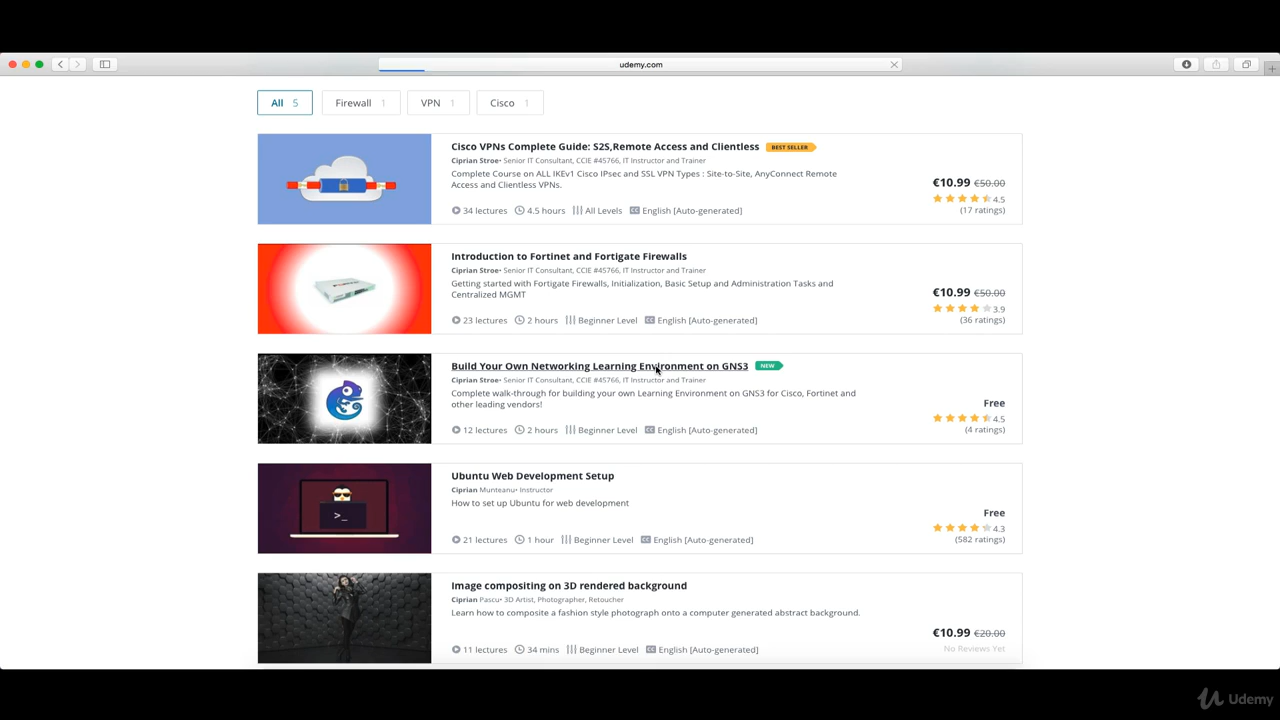 udemy.com
All 5 Firewall 1 VPN 1 Cisco 1
Cisco VPNs Complete Guide: S2S,Remote Access and Clientless BEST SELLER
Ciprian Stroe• Senior IT Consultant, CCIE #45766, IT Instructor and Trainer
Complete Course on ALL IKEv1 Cisco IPsec and SSL VPN Types : Site-to-Site, AnyConnect Remote
Access and Clientless VPNs.
€10.99 €50.00
4.5
(17 ratings)
34 lectures 4.5 hours All Levels CC English [Auto-generated]
Introduction to Fortinet and Fortigate Firewalls
Ciprian Stroe• Senior IT Consultant, CCIE #45766, IT Instructor and Trainer
Getting started with Fortigate Firewalls, Initialization, Basic Setup and Administration Tasks and
Centralized MGMT
€10.99 €50.00
3.9
(36 ratings)
23 lectures 2 hours Beginner Level CC English [Auto-generated]
Build Your Own Networking Learning Environment on GNS3 NEW
Ciprian Stroe• Senior IT Consultant, CCIE #45766, IT Instructor and Trainer
Complete walk-through for building your own Learning Environment on GNS3 for Cisco, Fortinet and
other leading vendors!
Free
4.5
(4 ratings)
12 lectures 2 hours Beginner Level CC English [Auto-generated]
Ubuntu Web Development Setup
Ciprian Munteanu• Instructor
How to set up Ubuntu for web development
>_
Free
4.3
(582 ratings)
21 lectures 1 hour Beginner Level CC English [Auto-generated]
Image compositing on 3D rendered background
Ciprian Pascu• 3D Artist, Photographer, Retoucher
Learn how to composite a fashion style photograph onto a computer generated abstract background.
€10.99 €20.00
No Reviews Yet
11 lectures 34 mins Beginner Level CC English [Auto-generated]
Udemy